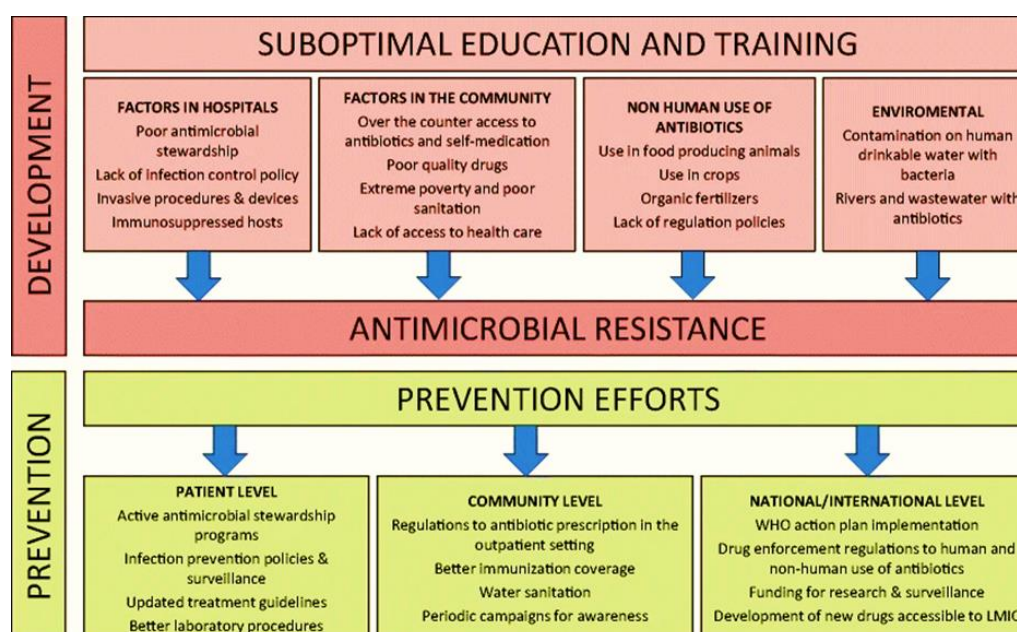 DEVELOPMENT
SUBOPTIMAL EDUCATION AND TRAINING
FACTORS IN HOSPITALS
Poor antimicrobial
stewardship
Lack of infection control policy
Invasive procedures & devices
Immunosuppressed hosts
FACTORS IN THE COMMUNITY
Over the counter access to
antibiotics and self-medication
Poor quality drugs
Extreme poverty and poor
sanitation
Lack of access to health care
NON HUMAN USE OF
ANTIBIOTICS
Use in food producing animals
Use in crops
Organic fertilizers
Lack of regulation policies
ENVIROMENTAL
Contamination on human
drinkable water with
bacteria
Rivers and wastewater with
antibiotics
ANTIMICROBIAL RESISTANCE
PREVENTION
PREVENTION EFFORTS
PATIENT LEVEL
Active antimicrobial stewardship
programs
Infection prevention policies &
surveillance
Updated treatment guidelines
Better laboratory procedures
COMMUNITY LEVEL
Regulations to antibiotic prescription in the
outpatient setting
Better immunization coverage
Water sanitation
Periodic campaigns for awareness
NATIONAL/INTERNATIONAL LEVEL
WHO action plan implementation
Drug enforcement regulations to human and
non-human use of antibiotics
Funding for research & surveillance
Development of new drugs accessible to LMIC